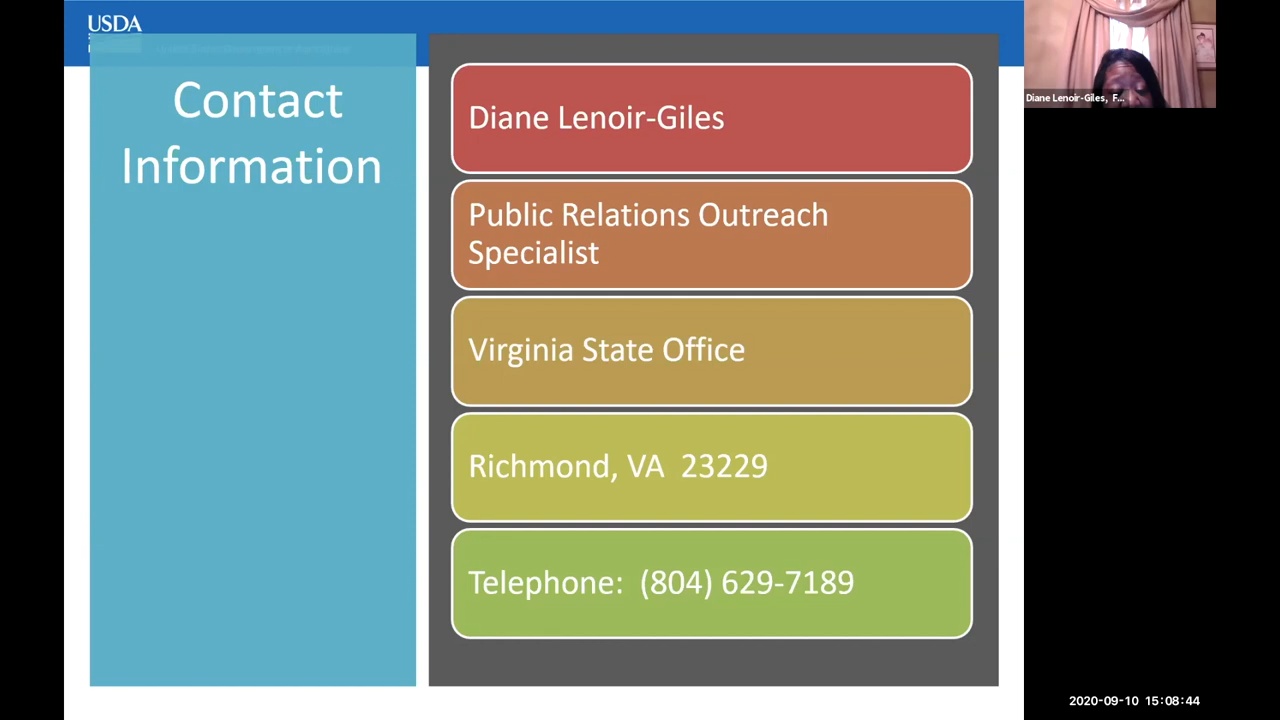 USDA
Contact
Information
Diane Lenoir-Giles
Public Relations Outreach
Specialist
Virginia State Office
Richmond, VA 23229
Telephone: (804) 629-7189
Diane Lenoir-Giles, F...
2020-09-10 15:08:44